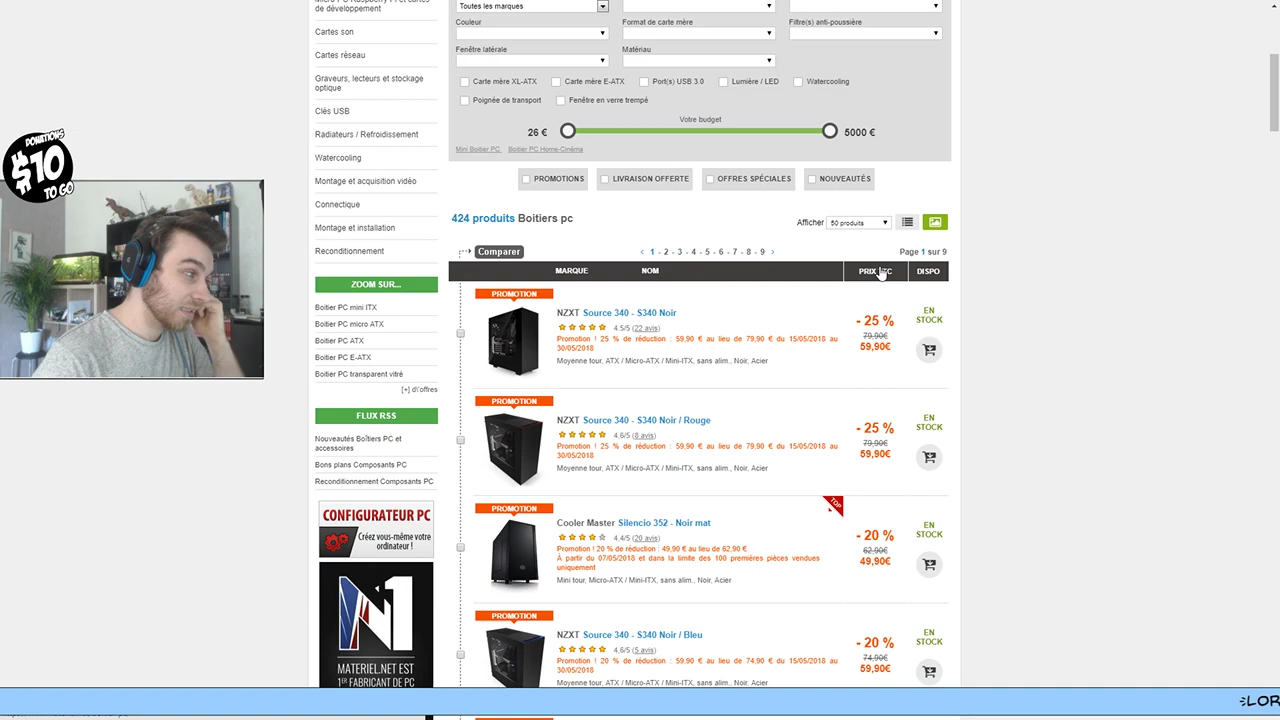 Micro PC Raspberry Pi et cartes
de développement
Cartes son
Cartes réseau
Graveurs, lecteurs et stockage
optique
Clés USB
Radiateurs / Refroidissement
Watercooling
Montage et acquisition vidéo
Connectique
Montage et installation
Reconditionnement
ZOOM SUR...
Boitier PC mini ITX
Boitier PC micro ATX
Boitier PC ATX
Boitier PC E-ATX
Boitier PC transparent vitré
[+] d\'offres
FLUX RSS
Nouveautés Boîtiers PC et
accessoires
Bons plans Composants PC
Reconditionnement Composants PC
CONFIGURATEUR PC
Créez vous-même votre
ordinateur !
N1
MATERIEL.NET EST
1ER FABRICANT DE PC
DONATIONS
$10
TO GO
Toutes les marques
Couleur
Format de carte mère
Filtre(s) anti-poussière
Fenêtre latérale
Matériau
Carte mère XL-ATX
Carte mère E-ATX
Port(s) USB 3.0
Lumière / LED
Watercooling
Poignée de transport
Fenêtre en verre trempé
Votre budget
26 €
5000 €
Mini Boitier PC
Boitier PC Home-Cinéma
PROMOTIONS
LIVRAISON OFFERTE
OFFRES SPÉCIALES
NOUVEAUTÉS
424 produits Boitiers pc
Afficher 50 produits
Comparer
‹ 1 - 2 - 3 - 4 - 5 - 6 - 7 - 8 - 9 ›
Page 1 sur 9
MARQUE NOM PRIX DISPO
PROMOTION
NZXT Source 340 - S340 Noir
4.5/5 (22 avis)
Promotion ! 25 % de réduction : 59,90 € au lieu de 79,90 € du 15/05/2018 au
30/05/2018
Moyenne tour, ATX / Micro-ATX / Mini-ITX, sans alim., Noir, Acier
- 25 %
79,90€
59,90€
EN
STOCK
PROMOTION
NZXT Source 340 - S340 Noir / Rouge
4,6/5 (8 avis)
Promotion ! 25 % de réduction : 59,90 € au lieu de 79,90 € du 15/05/2018 au
30/05/2018
Moyenne tour, ATX / Micro-ATX / Mini-ITX, sans alim., Noir, Acier
- 25 %
79,90€
59,90€
EN
STOCK
PROMOTION
TOP
Cooler Master Silencio 352 - Noir mat
4,4/5 (20 avis)
Promotion ! 20 % de réduction : 49,90 € au lieu de 62,90 €
À partir du 07/05/2018 et dans la limite des 100 premières pièces vendues
uniquement
Mini tour, Micro-ATX / Mini-ITX, sans alim., Noir, Acier
- 20 %
62,90€
49,90€
EN
STOCK
PROMOTION
NZXT Source 340 - S340 Noir / Bleu
4,6/5 (5 avis)
Promotion ! 20 % de réduction : 59,90 € au lieu de 74,90 € du 15/05/2018 au
30/05/2018
Moyenne tour, ATX / Micro-ATX / Mini-ITX, sans alim., Noir, Acier
- 20 %
74,90€
59,90€
EN
STOCK
LOR